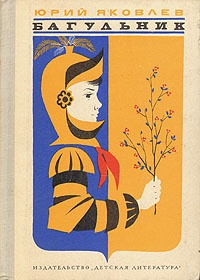 ЮРИЙ ЯКОВЛЕВ
БАГУЛЬНИК
ИЗДАТЕЛЬСТВО „ДЕТСКАЯ ЛИТЕРАТУРА“